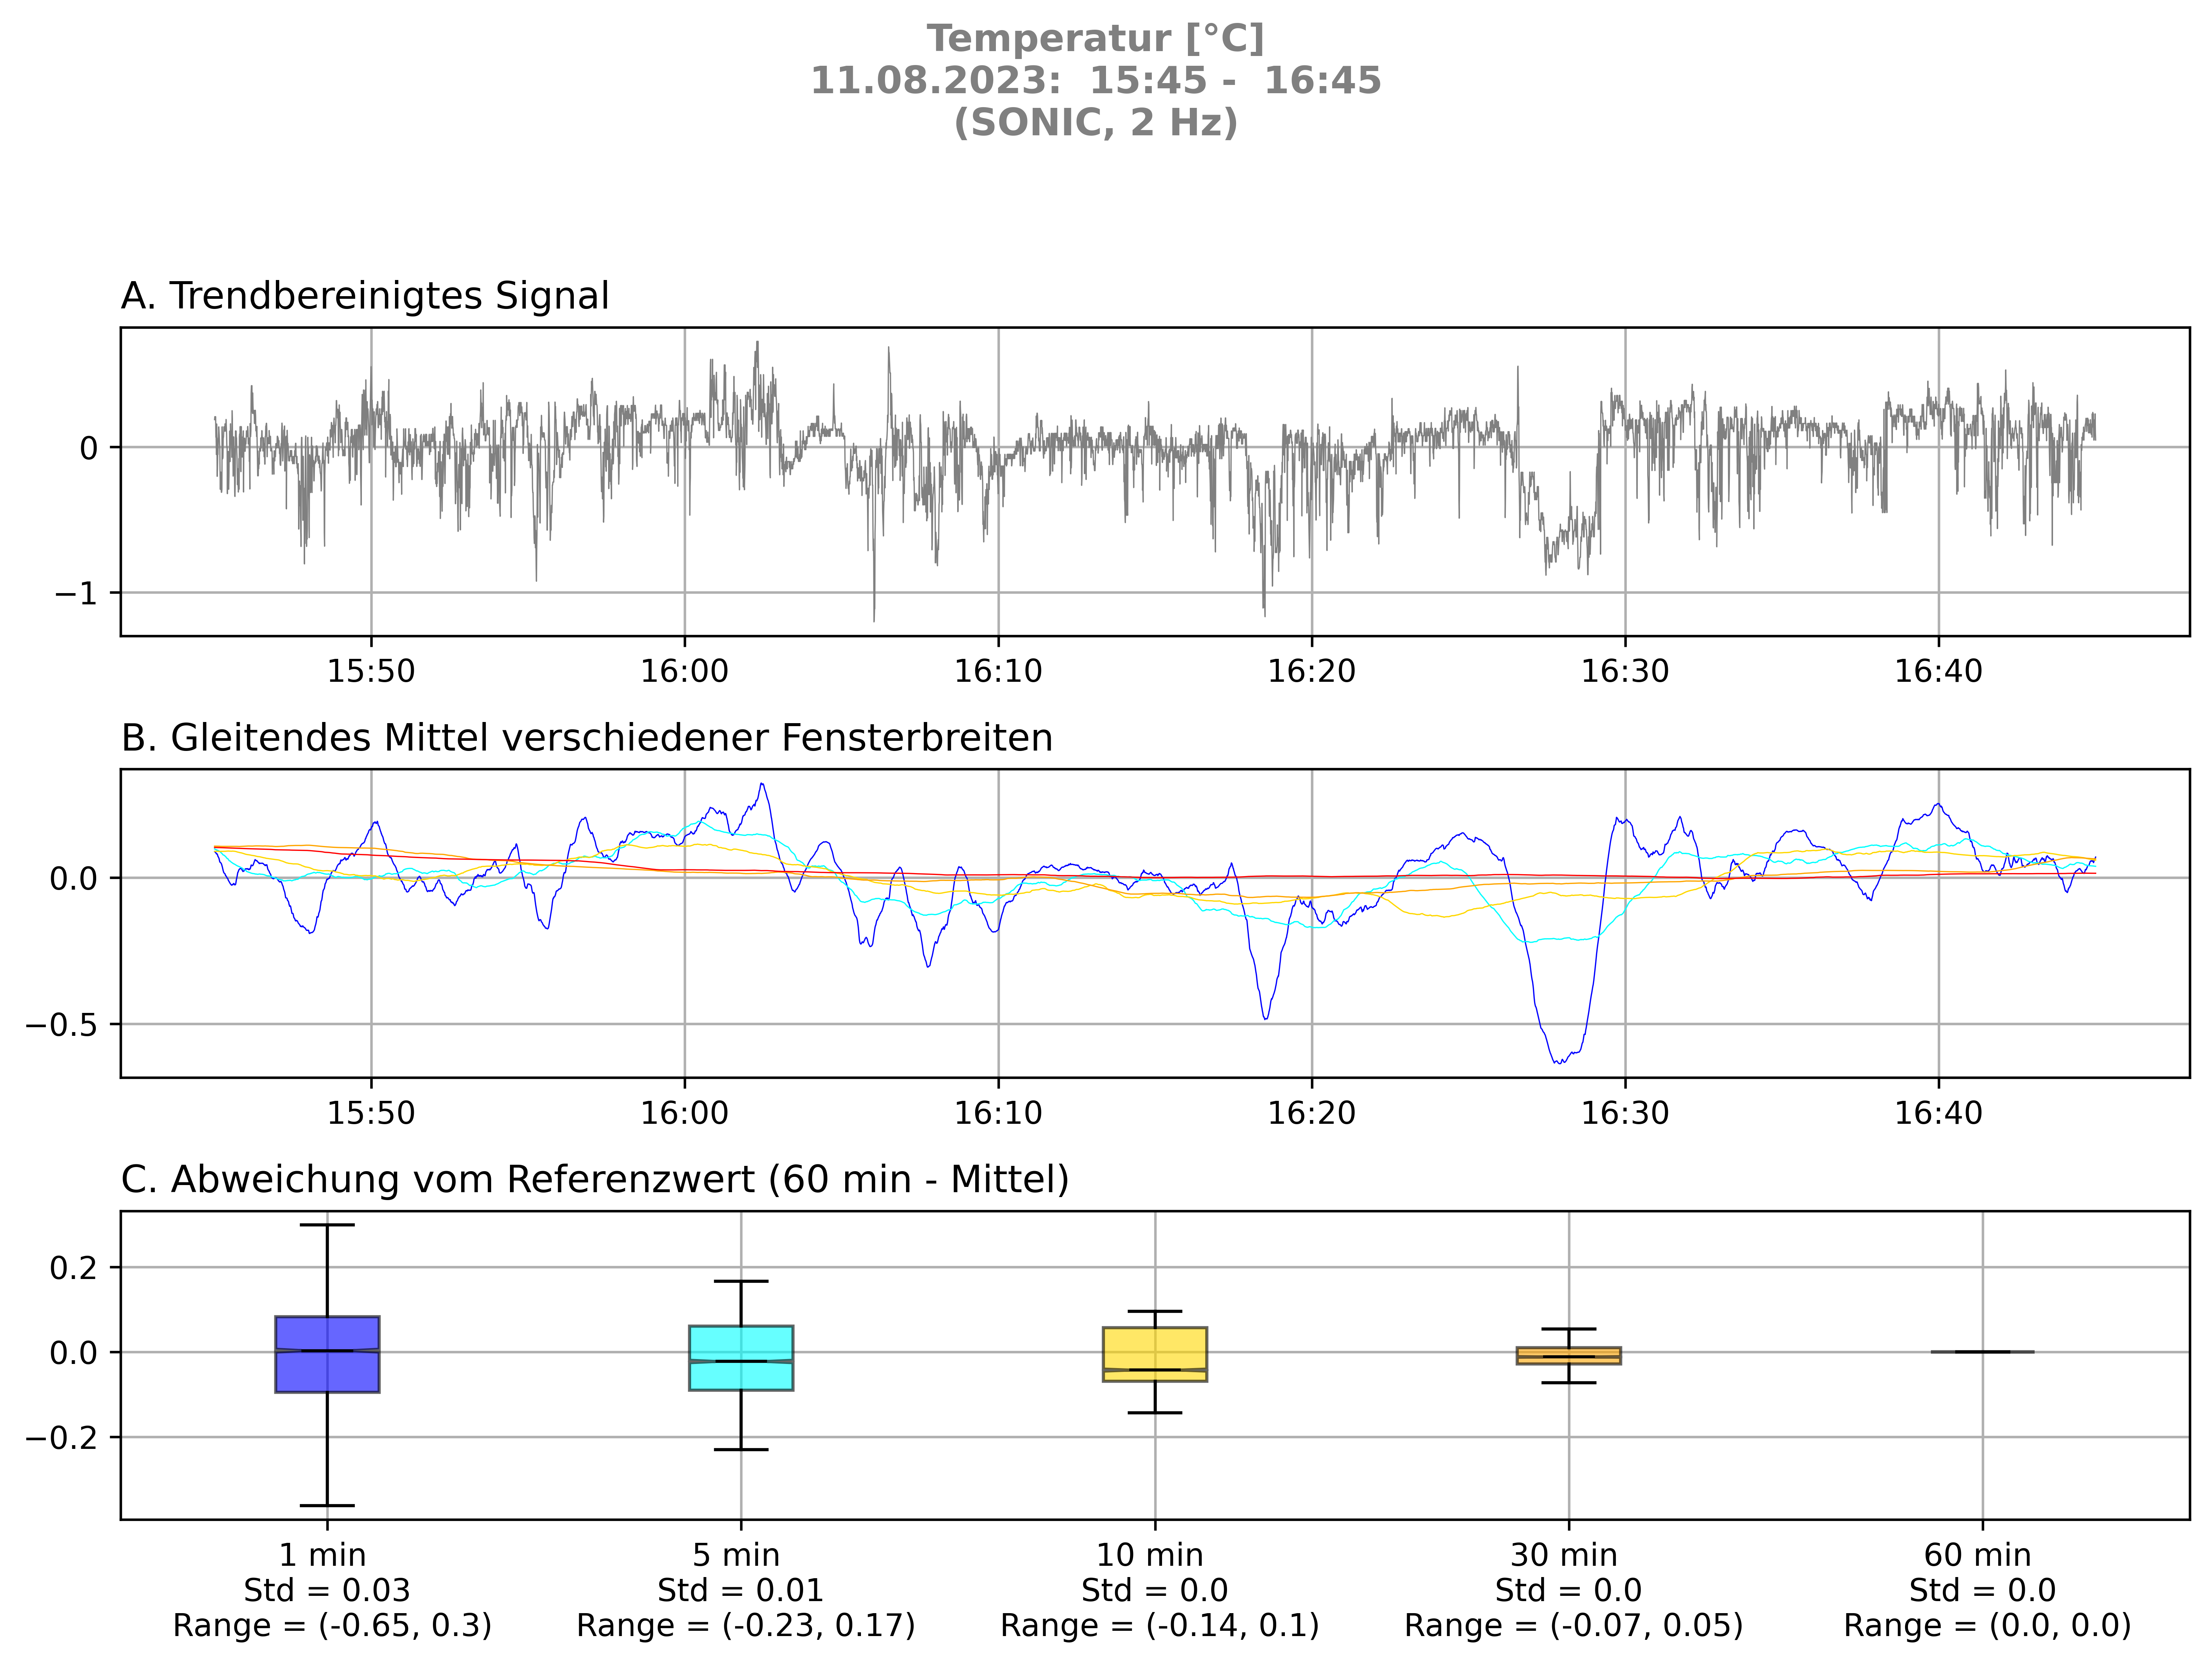 Temperatur [°C]
11.08.2023:  15:45 -  16:45
(SONIC, 2 Hz)
A. Trendbereinigtes Signal
0
−1
15:50 16:00 16:10 16:20 16:30 16:40
B. Gleitendes Mittel verschiedener Fensterbreiten
0.0
−0.5
15:50 16:00 16:10 16:20 16:30 16:40
C. Abweichung vom Referenzwert (60 min - Mittel)
0.2
0.0
−0.2
1 min 5 min 10 min 30 min 60 min
Std = 0.03 Std = 0.01 Std = 0.0 Std = 0.0 Std = 0.0
Range = (-0.65, 0.3) Range = (-0.23, 0.17) Range = (-0.14, 0.1) Range = (-0.07, 0.05) Range = (0.0, 0.0)